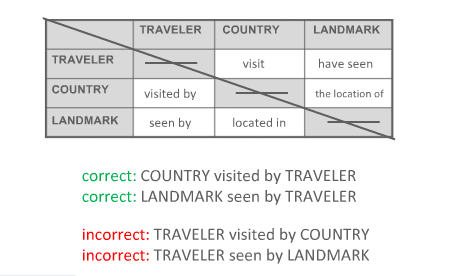 TRAVELER COUNTRY LANDMARK
TRAVELER visit have seen
COUNTRY visited by the location of
LANDMARK seen by located in
correct: COUNTRY visited by TRAVELER
correct: LANDMARK seen by TRAVELER
incorrect: TRAVELER visited by COUNTRY
incorrect: TRAVELER seen by LANDMARK